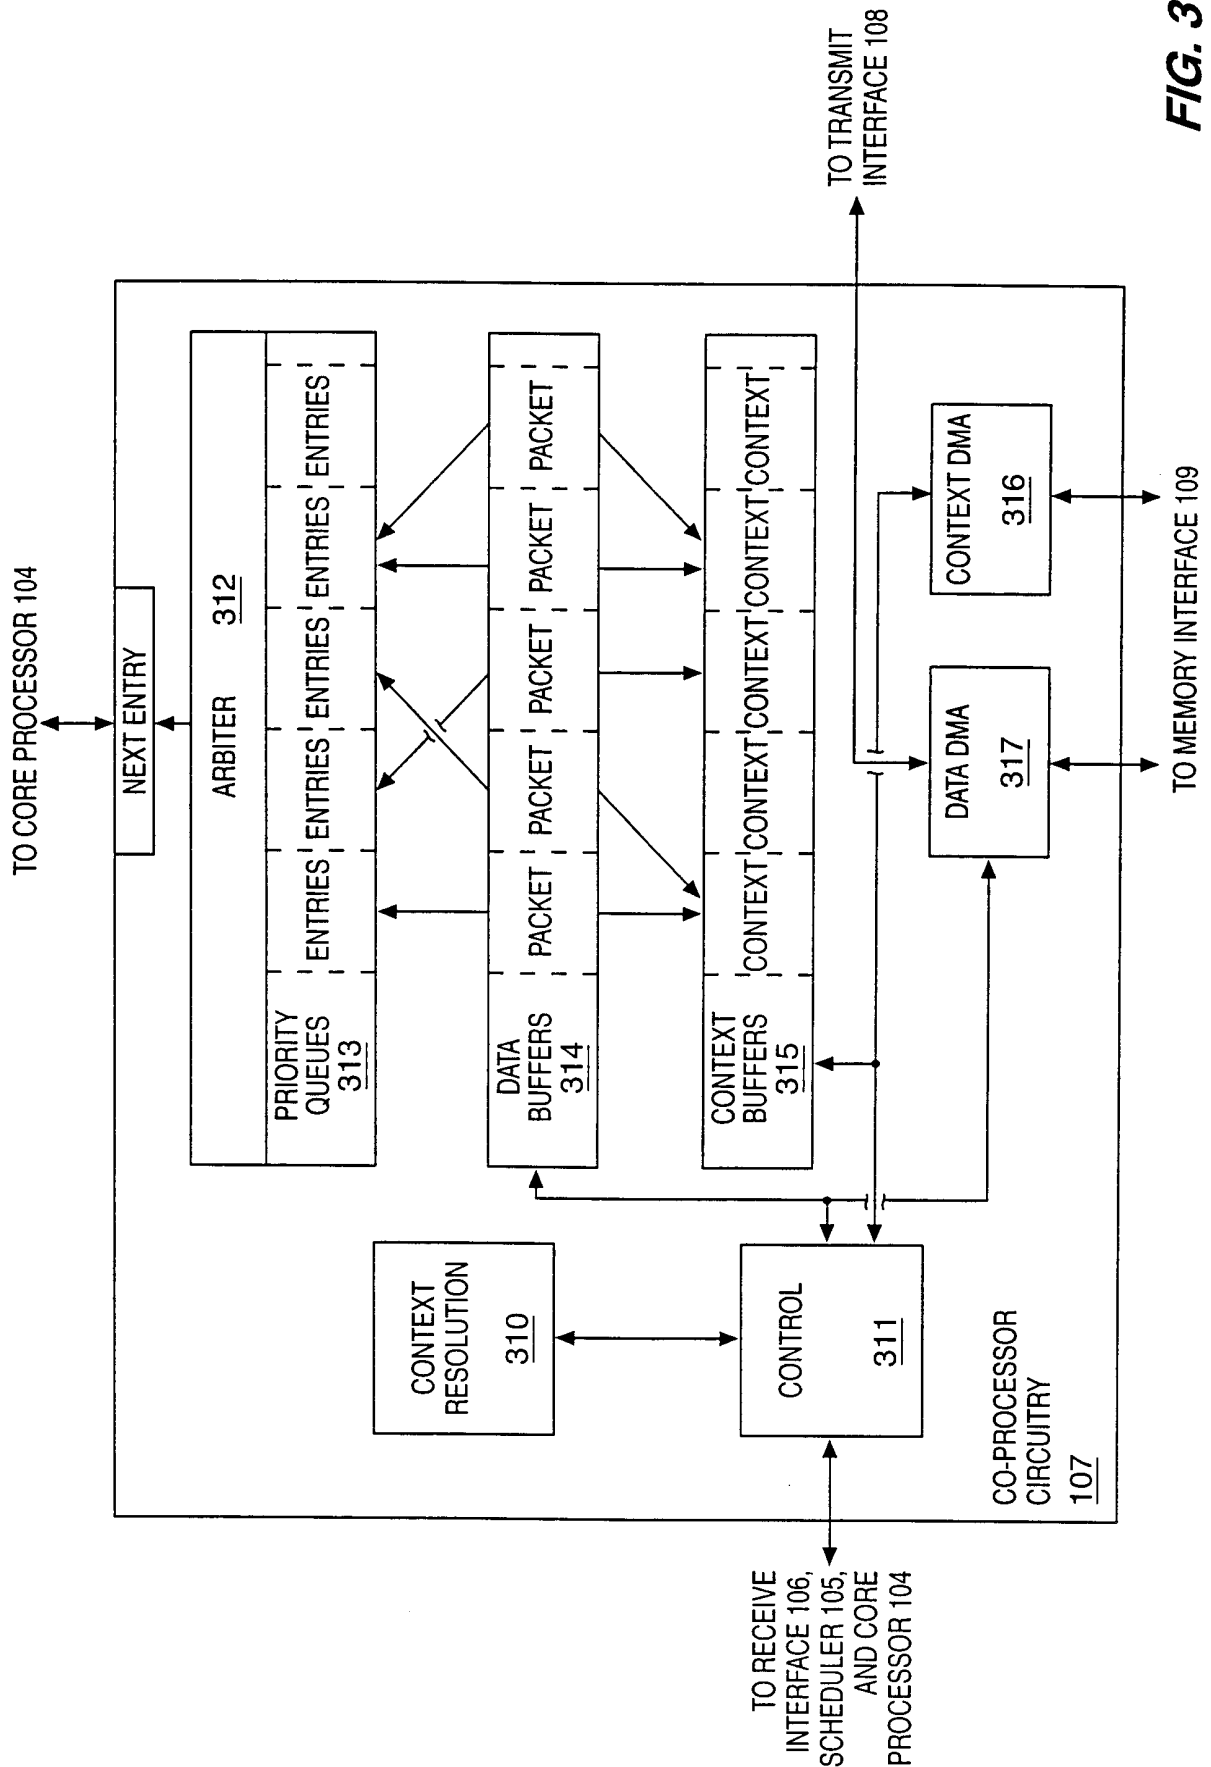 TO CORE PROCESSOR 104
NEXT ENTRY
ARBITER
312
PRIORITY
QUEUES
313
ENTRIES
ENTRIES
ENTRIES
ENTRIES
ENTRIES
DATA
BUFFERS
314
PACKET
PACKET
PACKET
PACKET
PACKET
CONTEXT
BUFFERS
315
CONTEXT
CONTEXT
CONTEXT
CONTEXT
CONTEXT
CONTEXT
RESOLUTION
310
CONTROL
311
TO RECEIVE
INTERFACE 106,
SCHEDULER 105,
AND CORE
PROCESSOR 104
TO TRANSMIT
INTERFACE 108
DATA DMA
317
CONTEXT DMA
316
CO-PROCESSOR
CIRCUITRY
107
TO MEMORY INTERFACE 109
FIG. 3